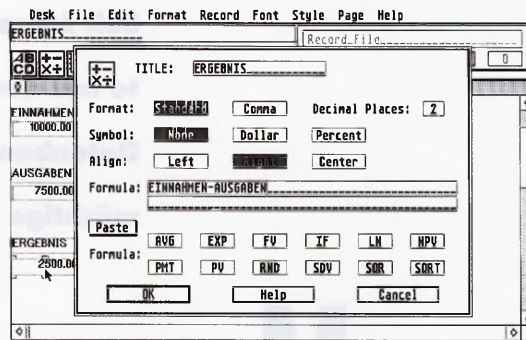 Desk File Edit Format Record Font Style Page Help
ERGEBNIS
Record File
AB +-
CD X÷ 0
+- TITLE: ERGEBNIS
X÷
Format: Standard Comma Decimal Places: 2
Symbol: None Dollar Percent
Align: Left Right Center
Formula: EINNAHMEN-AUSGABEN
Paste
Formula: AVG EXP FV IF LN NPV
PMT PV RND SDV SQR SQRT
OK Help Cancel
EINNAHMEN
10000.00
AUSGABEN
7500.00
ERGEBNIS
2500.00